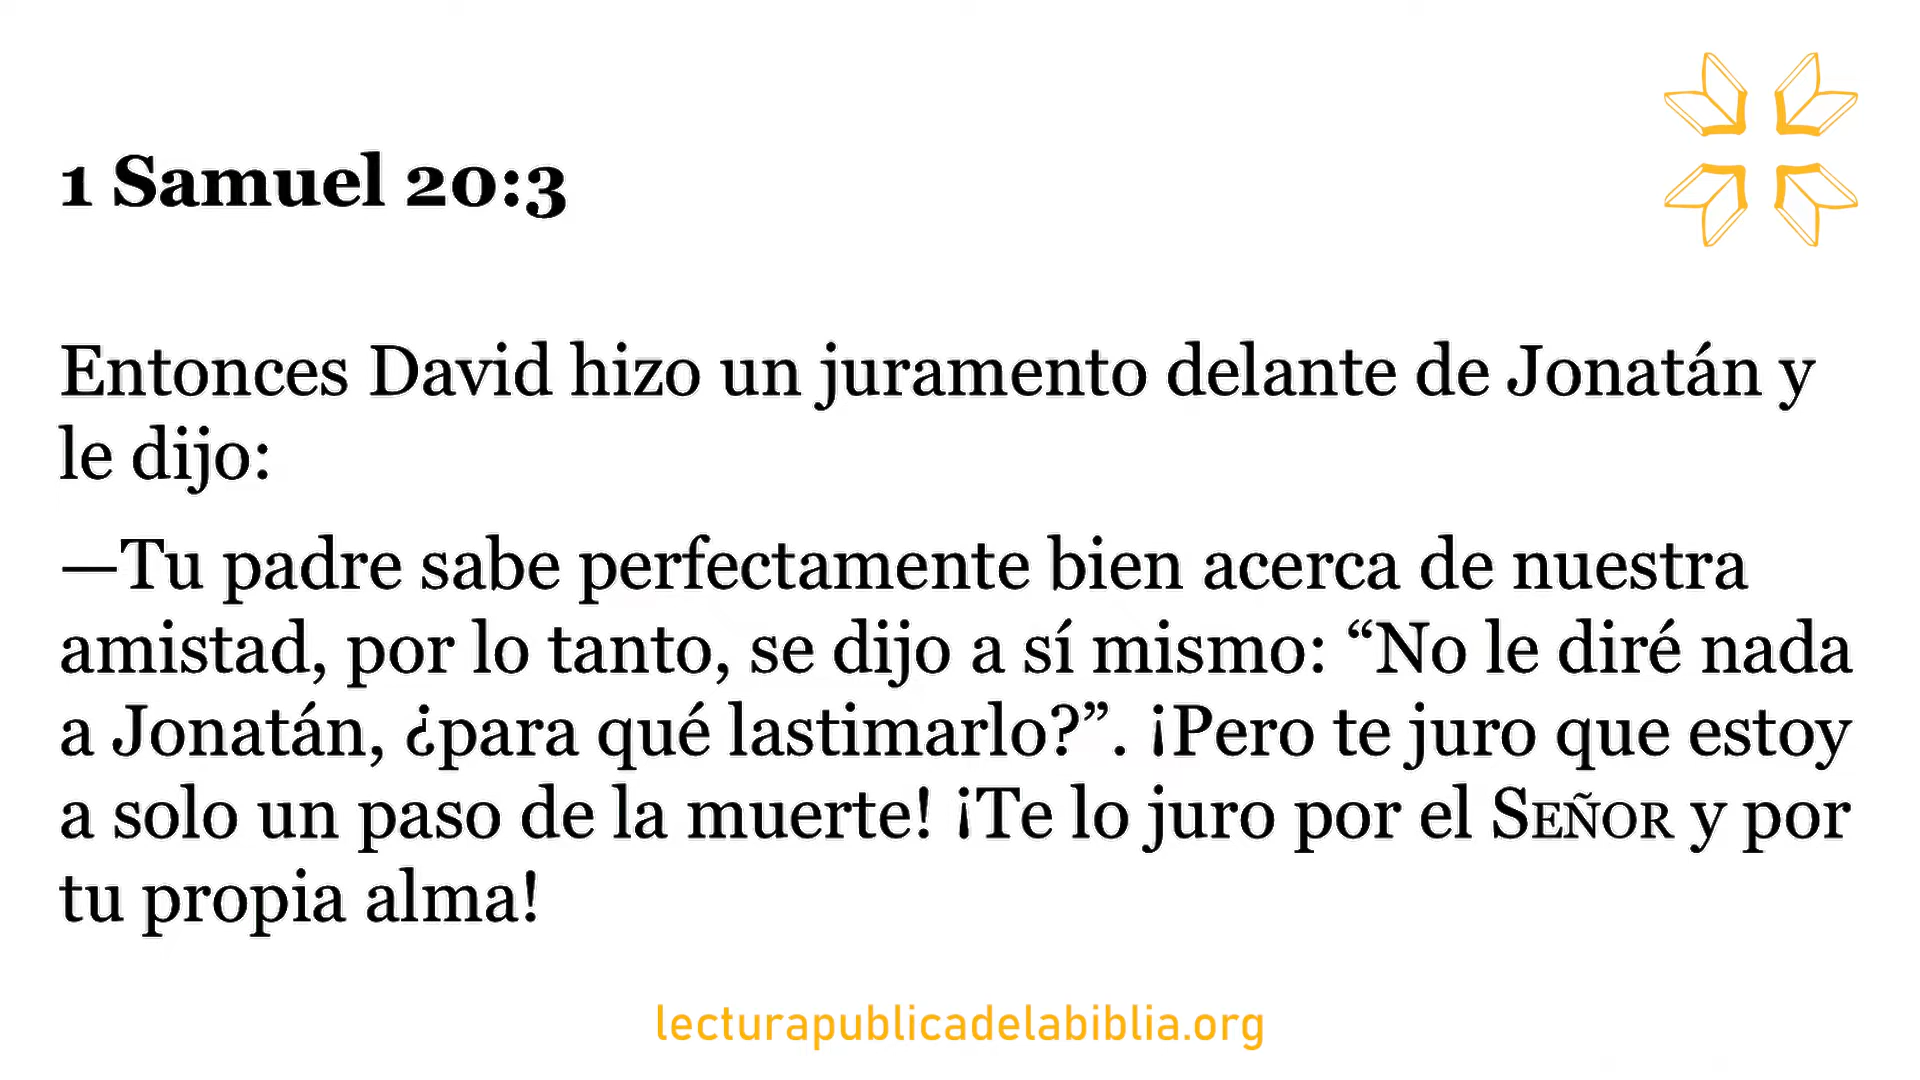 1 Samuel 20:3
Entonces David hizo un juramento delante de Jonatán y
le dijo:
—Tu padre sabe perfectamente bien acerca de nuestra
amistad, por lo tanto, se dijo a sí mismo: “No le diré nada
a Jonatán, ¿para qué lastimarlo?”. ¡Pero te juro que estoy
a solo un paso de la muerte! ¡Te lo juro por el SEÑOR y por
tu propia alma!
lecturapublicadelabiblia.org